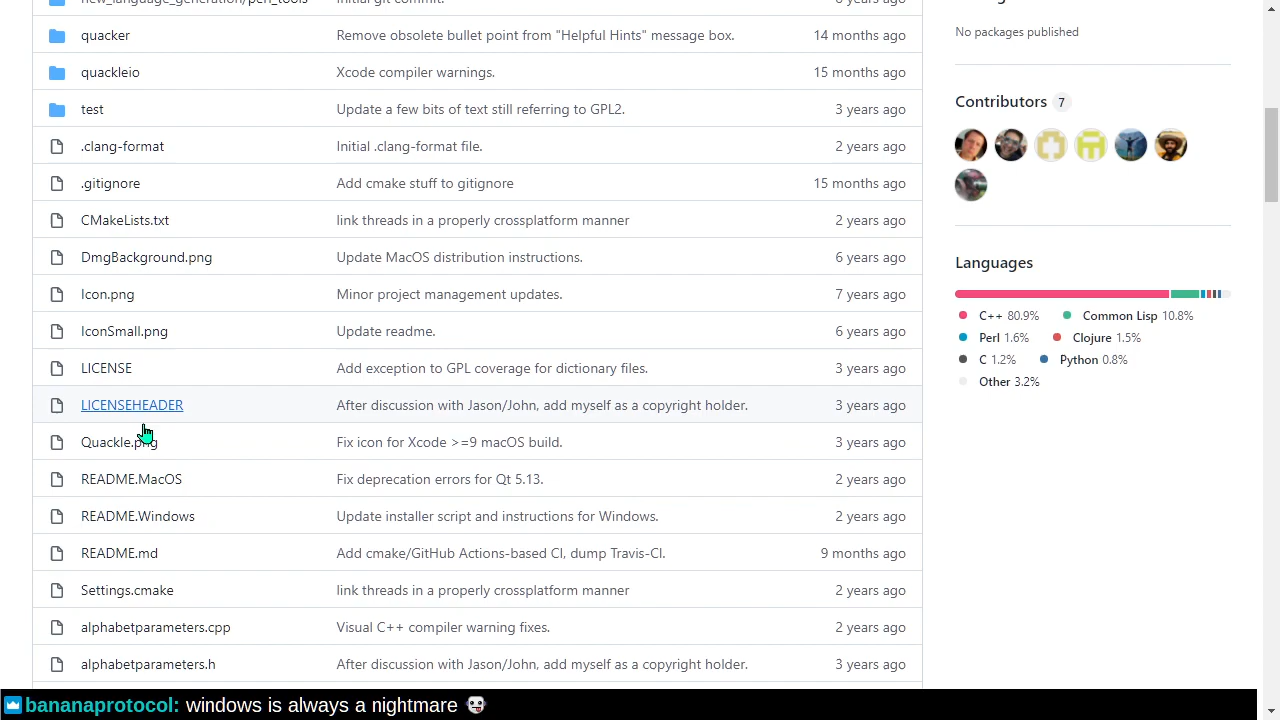 new_language_generation/perl_tools Initial git commit. 6 years ago
quacker Remove obsolete bullet point from "Helpful Hints" message box. 14 months ago
quackleio Xcode compiler warnings. 15 months ago
test Update a few bits of text still referring to GPL2. 3 years ago
.clang-format Initial .clang-format file. 2 years ago
.gitignore Add cmake stuff to gitignore 15 months ago
CMakeLists.txt link threads in a properly crossplatform manner 2 years ago
DmgBackground.png Update MacOS distribution instructions. 6 years ago
Icon.png Minor project management updates. 7 years ago
IconSmall.png Update readme. 6 years ago
LICENSE Add exception to GPL coverage for dictionary files. 3 years ago
LICENSEHEADER After discussion with Jason/John, add myself as a copyright holder. 3 years ago
Quackle.png Fix icon for Xcode >=9 macOS build. 3 years ago
README.MacOS Fix deprecation errors for Qt 5.13. 2 years ago
README.Windows Update installer script and instructions for Windows. 2 years ago
README.md Add cmake/GitHub Actions-based CI, dump Travis-CI. 9 months ago
Settings.cmake link threads in a properly crossplatform manner 2 years ago
alphabetparameters.cpp Visual C++ compiler warning fixes. 2 years ago
alphabetparameters.h After discussion with Jason/John, add myself as a copyright holder. 3 years ago
No packages published
Contributors 7
Languages
C++ 80.9% Common Lisp 10.8%
Perl 1.6% Clojure 1.5%
C 1.2% Python 0.8%
Other 3.2%
bananaprotocol: windows is always a nightmare